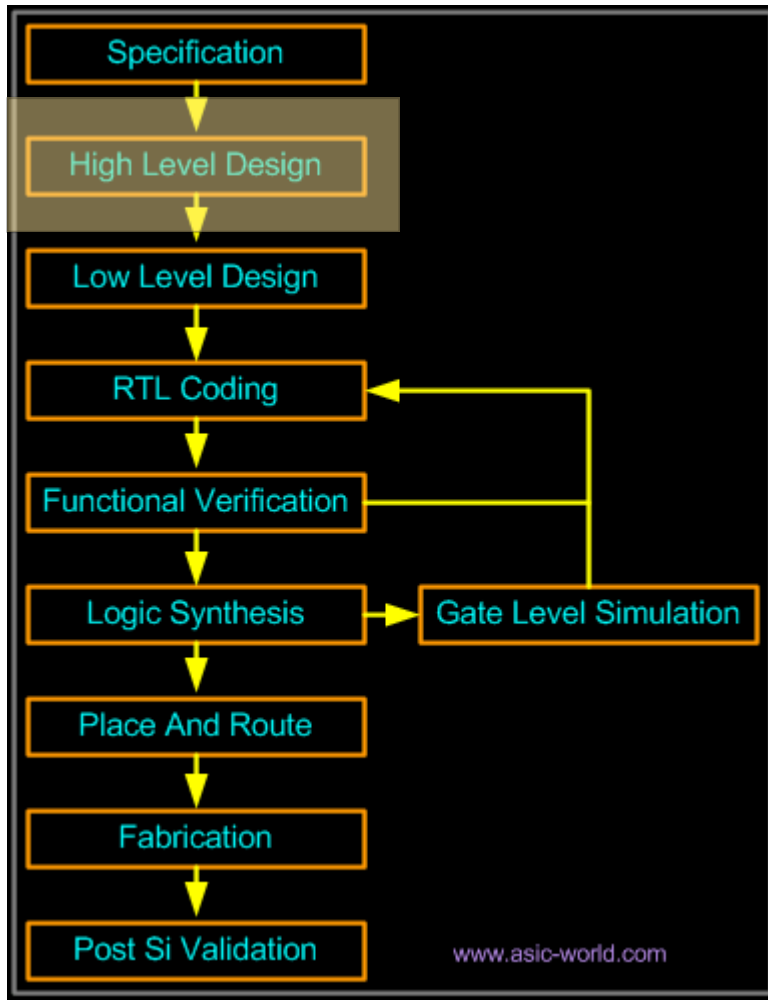 Specification
High Level Design
Low Level Design
RTL Coding
Functional Verification
Logic Synthesis
Gate Level Simulation
Place And Route
Fabrication
Post Si Validation
www.asic-world.com